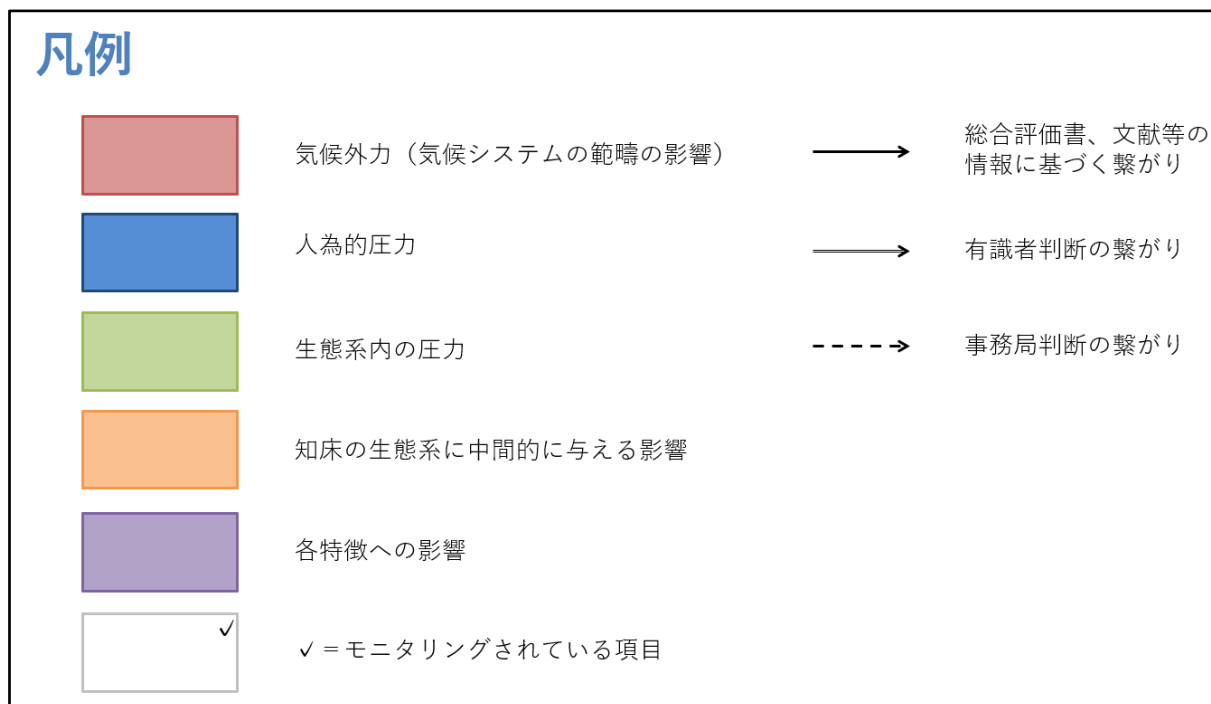 凡例
気候外力（気候システムの範疇の影響）
人為的圧力
生態系内の圧力
知床の生態系に中間的に与える影響
各特徴への影響
✓
✓＝モニタリングされている項目
総合評価書、文献等の
情報に基づく繋がり
有識者判断の繋がり
事務局判断の繋がり